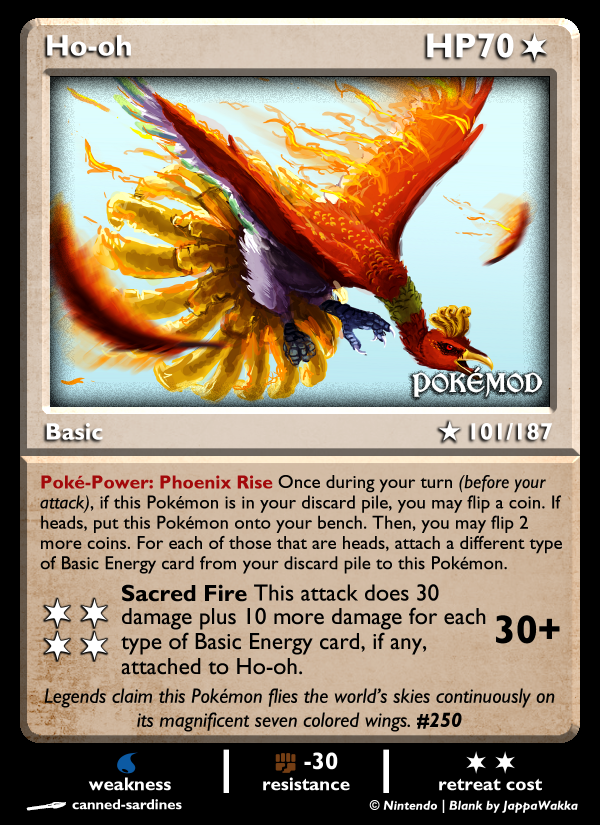 Ho-oh
HP70
POKÉMOD
Basic
101/187
Poké-Power: Phoenix Rise Once during your turn (before your
attack), if this Pokémon is in your discard pile, you may flip a coin. If
heads, put this Pokémon onto your bench. Then, you may flip 2
more coins. For each of those that are heads, attach a different type
of Basic Energy card from your discard pile to this Pokémon.
Sacred Fire This attack does 30
damage plus 10 more damage for each
type of Basic Energy card, if any,
attached to Ho-oh.
30+
Legends claim this Pokémon flies the world's skies continuously on
its magnificent seven colored wings. #250
weakness
-30
resistance
retreat cost
canned-sardines
© Nintendo | Blank by JappaWakka